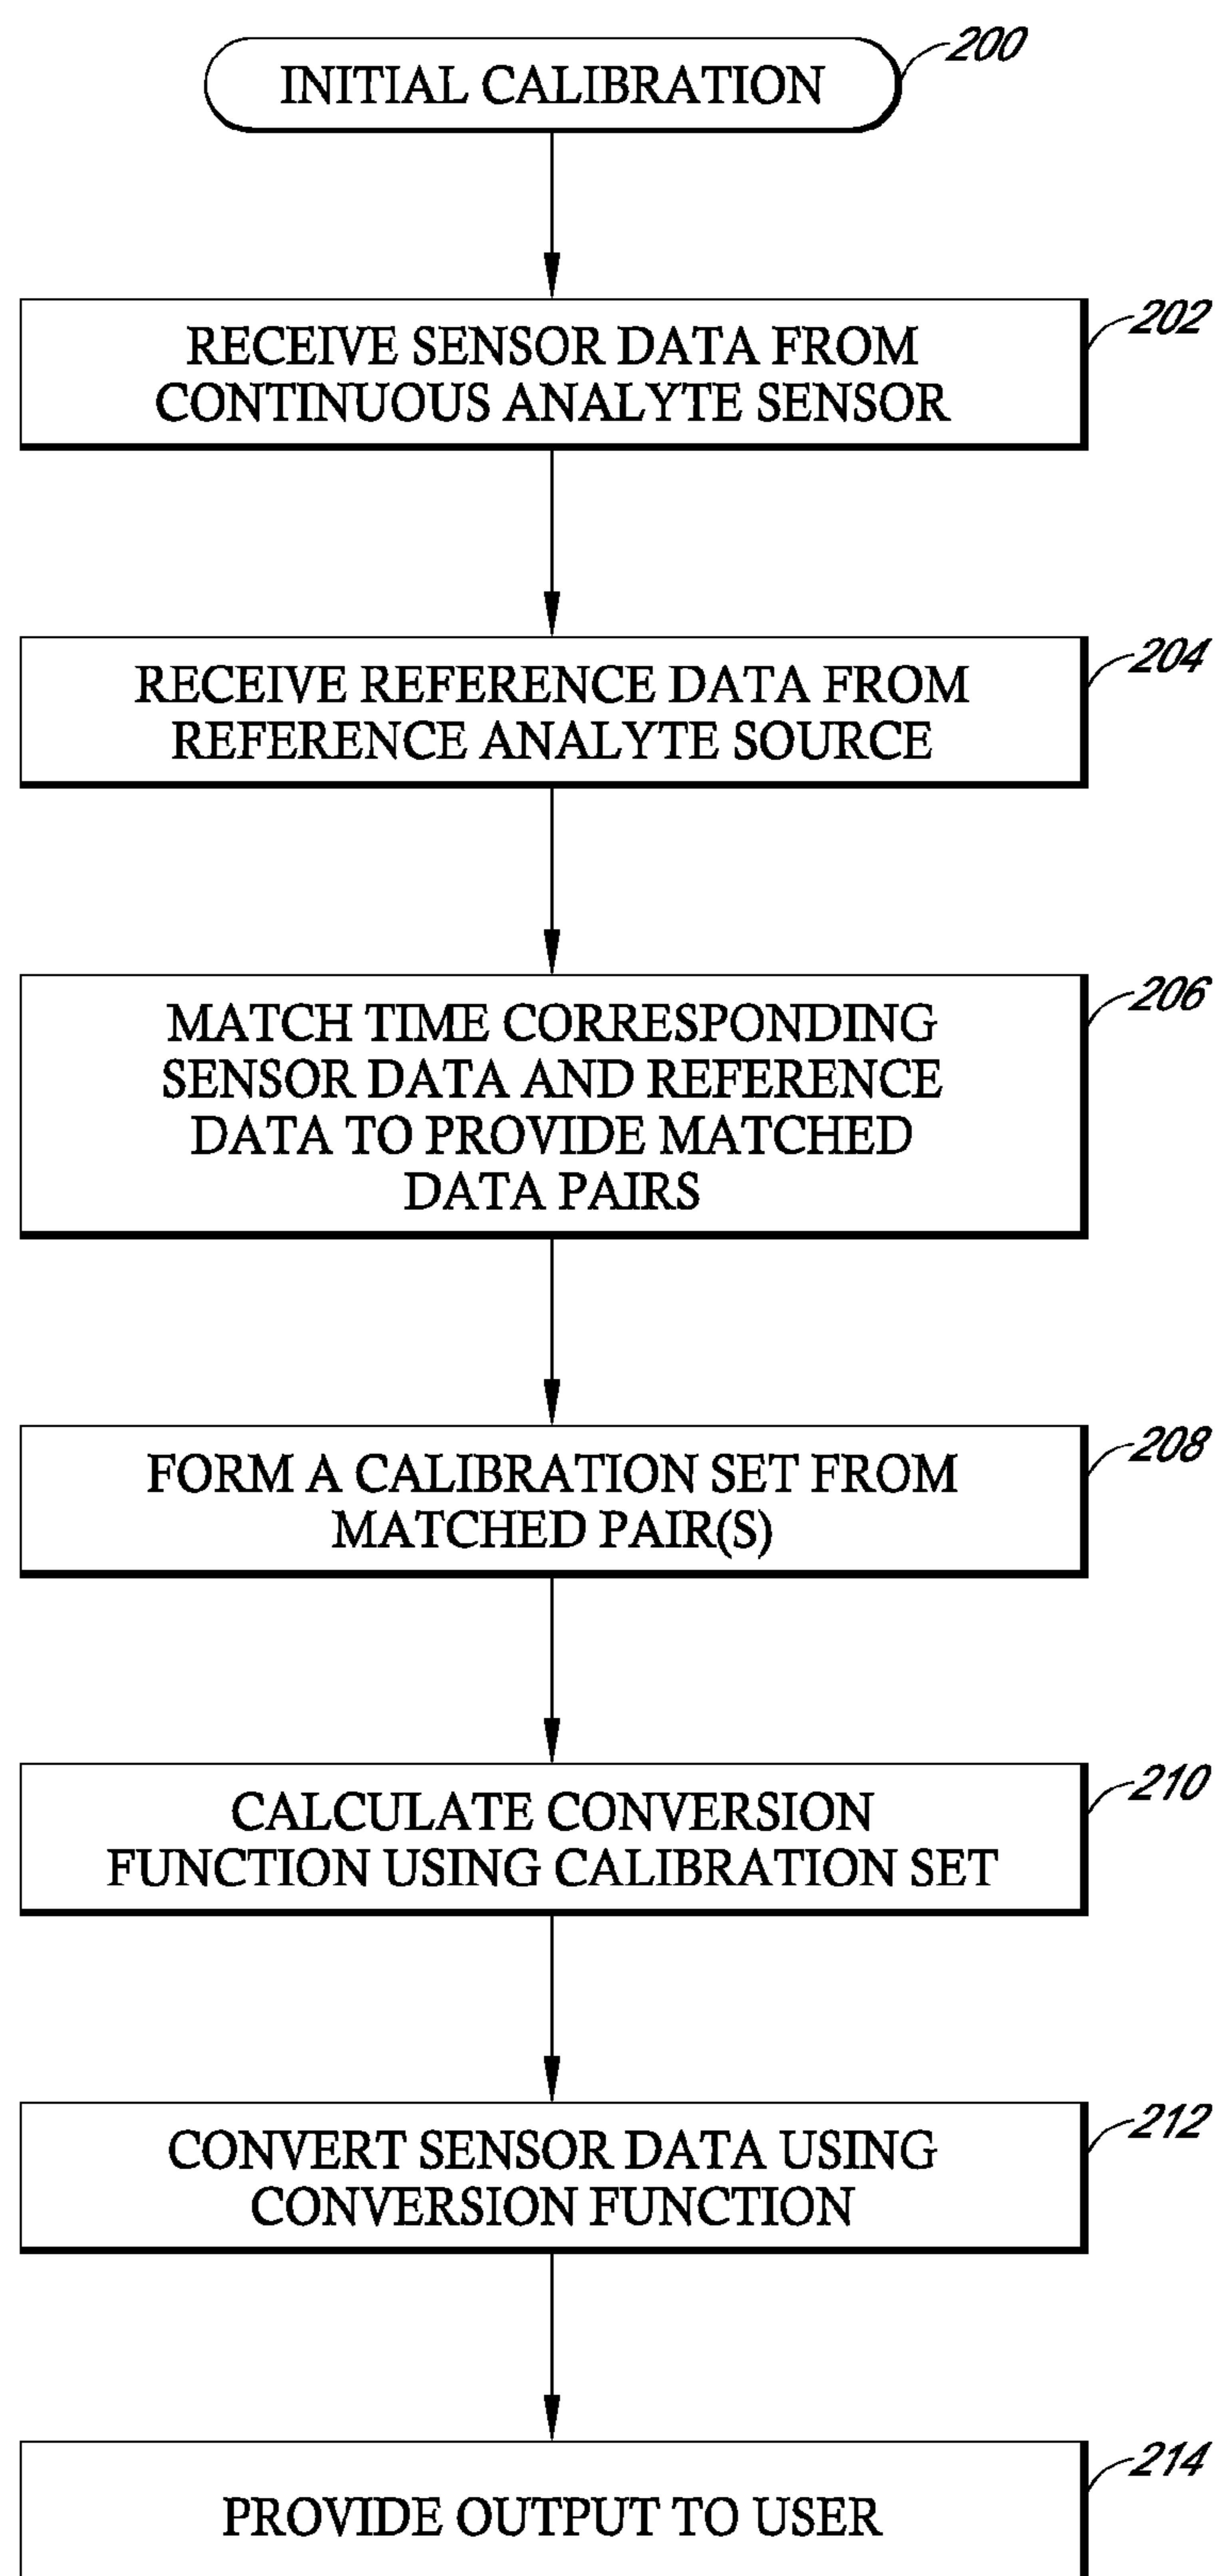 INITIAL CALIBRATION
200
RECEIVE SENSOR DATA FROM
CONTINUOUS ANALYTE SENSOR
202
RECEIVE REFERENCE DATA FROM
REFERENCE ANALYTE SOURCE
204
MATCH TIME CORRESPONDING
SENSOR DATA AND REFERENCE
DATA TO PROVIDE MATCHED
DATA PAIRS
206
FORM A CALIBRATION SET FROM
MATCHED PAIR(S)
208
CALCULATE CONVERSION
FUNCTION USING CALIBRATION SET
210
CONVERT SENSOR DATA USING
CONVERSION FUNCTION
212
PROVIDE OUTPUT TO USER
214